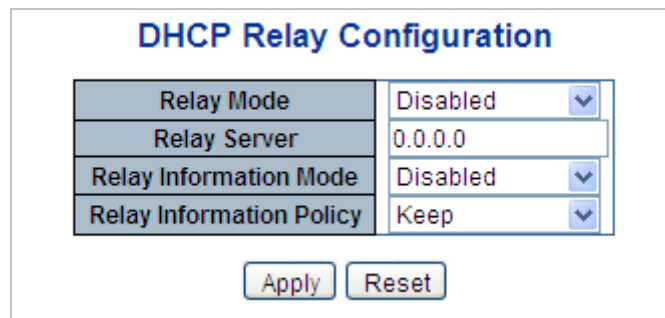 DHCP Relay Configuration
Relay Mode Disabled
Relay Server 0.0.0.0
Relay Information Mode Disabled
Relay Information Policy Keep
Apply Reset